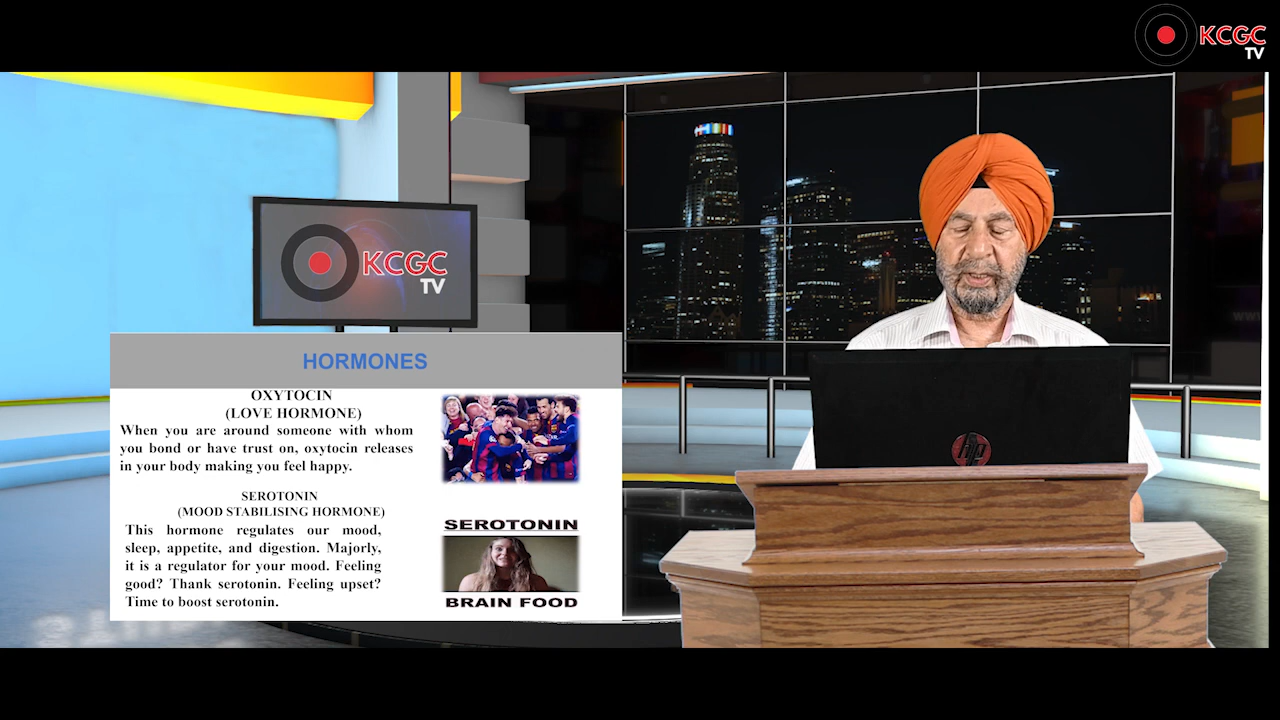 KCGC
TV
KCGC
TV
HORMONES
OXYTOCIN
(LOVE HORMONE)
When you are around someone with whom
you bond or have trust on, oxytocin releases
in your body making you feel happy.
SEROTONIN
(MOOD STABILISING HORMONE)
This hormone regulates our mood,
sleep, appetite, and digestion. Majorly,
it is a regulator for your mood. Feeling
good? Thank serotonin. Feeling upset?
Time to boost serotonin.
SEROTONIN
BRAIN FOOD
hp